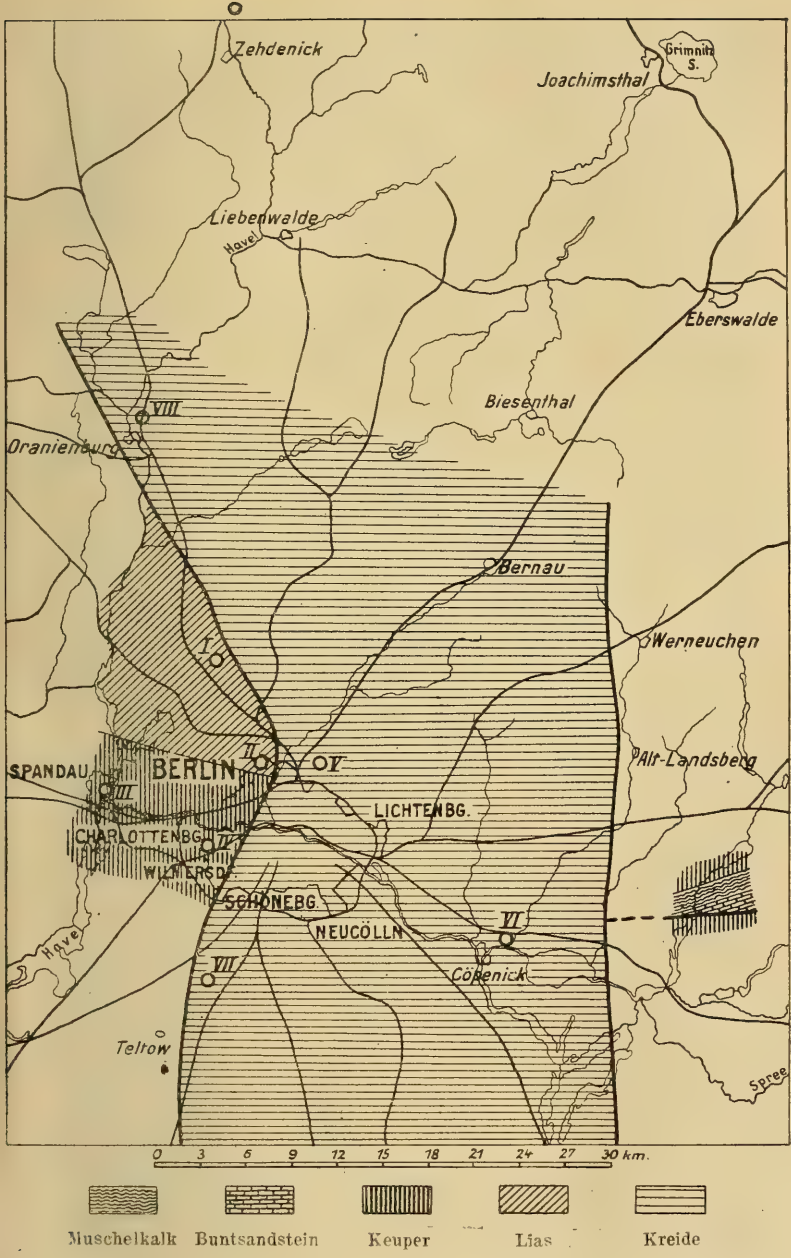 Zehdenick
Grimnitz
S.
Joachimsthal
Liebenwalde
Havel
Eberswalde
VIII
Biesenthal
Oranienburg
Bernau
I
Werneuchen
SPANDAU
BERLIN
II
V
Alt-Landsberg
III
LICHTENBG.
CHARLOTTENBG.
IV
WILMERSDF.
SCHÖNEBG.
NEUCÖLLN
VI
Havel
VII
Cöpenick
Teltow
Spree
0 3 6 9 12 15 18 21 24 27 30 km.
Muschelkalk Buntsandstein Keuper Lias Kreide